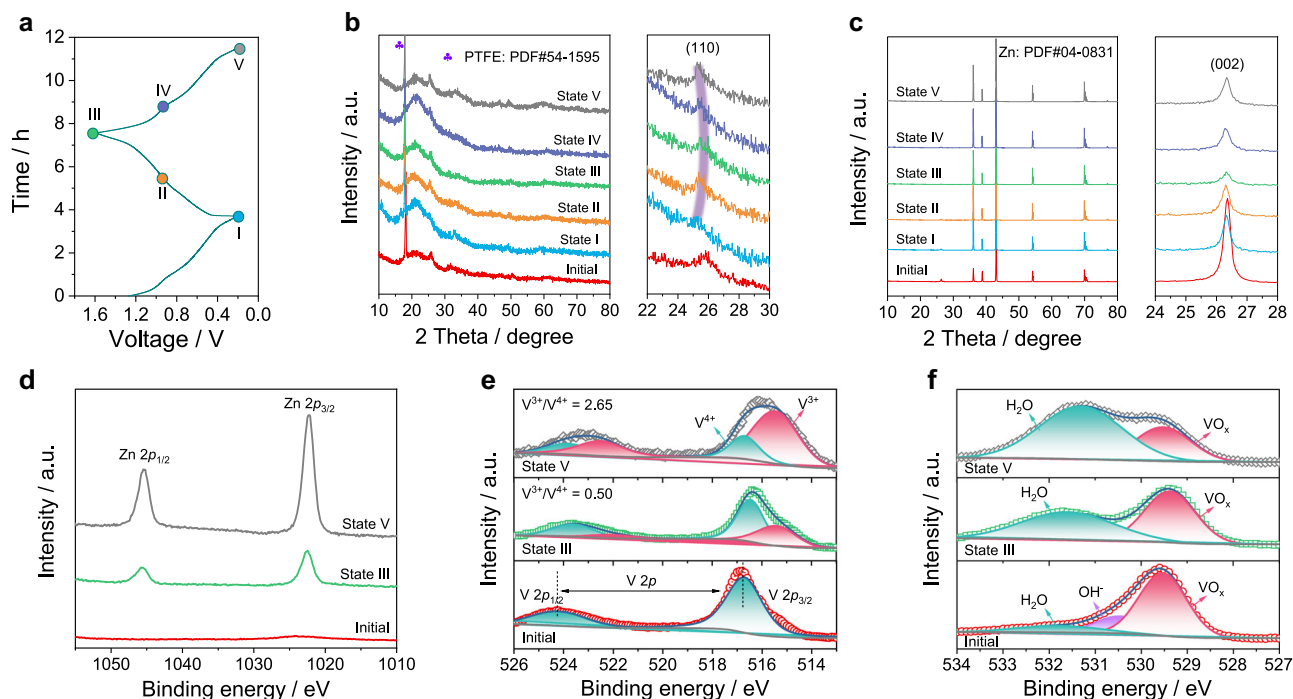 a
Time / h
12
10
8
6
4
2
0
1.6
1.2
0.8
0.4
0.0
Voltage / V
I
II
III
IV
V
b
Intensity / a.u.
♣
♣ PTFE: PDF#54-1595
State V
State IV
State III
State II
State I
Initial
10 20 30 40 50 60 70 80
(110)
22 24 26 28 30
2 Theta / degree
c
Intensity / a.u.
Zn: PDF#04-0831
State V
State IV
State III
State II
State I
Initial
10 20 30 40 50 60 70 80
(002)
24 25 26 27 28
2 Theta / degree
d
Intensity / a.u.
Zn 2p1/2
Zn 2p3/2
State V
State III
Initial
1050 1040 1030 1020 1010
Binding energy / eV
e
Intensity / a.u.
V3+/V4+ = 2.65
V4+
V3+
State V
V3+/V4+ = 0.50
State III
V 2p
V 2p1/2
V 2p3/2
Initial
526 524 522 520 518 516 514
Binding energy / eV
f
Intensity / a.u.
H2O
VOx
State V
H2O
VOx
State III
H2O
OH-
VOx
Initial
534 533 532 531 530 529 528 527
Binding energy / eV